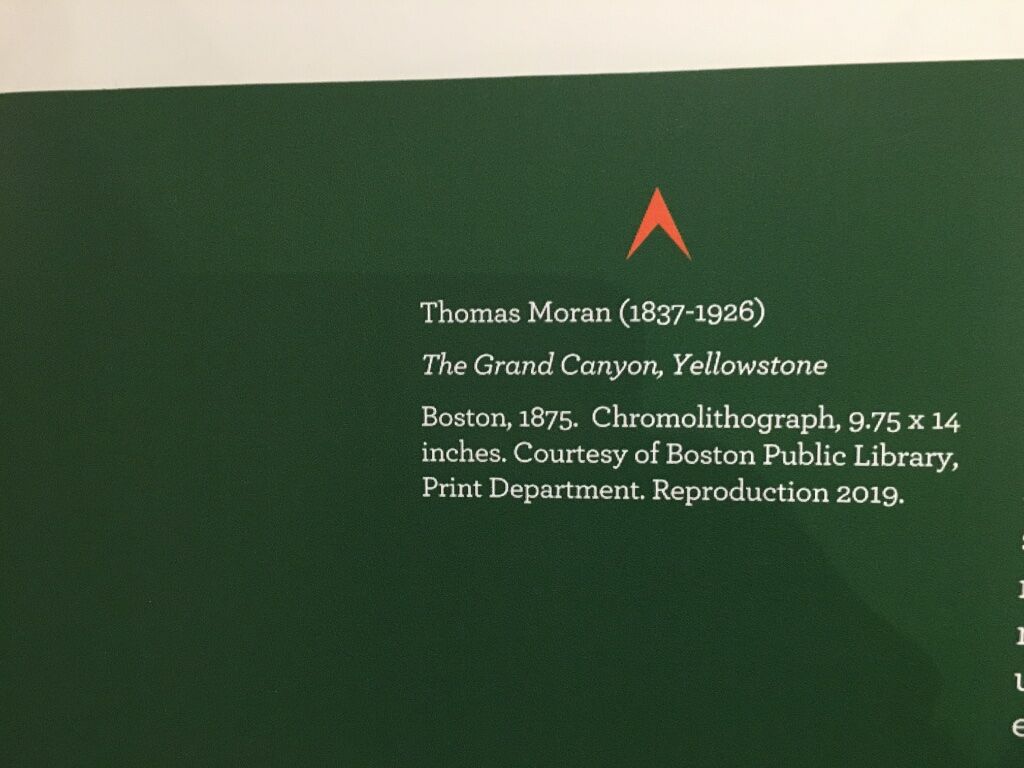 Thomas Moran (1837-1926)
The Grand Canyon, Yellowstone
Boston, 1875. Chromolithograph, 9.75 x 14
inches. Courtesy of Boston Public Library,
Print Department. Reproduction 2019.